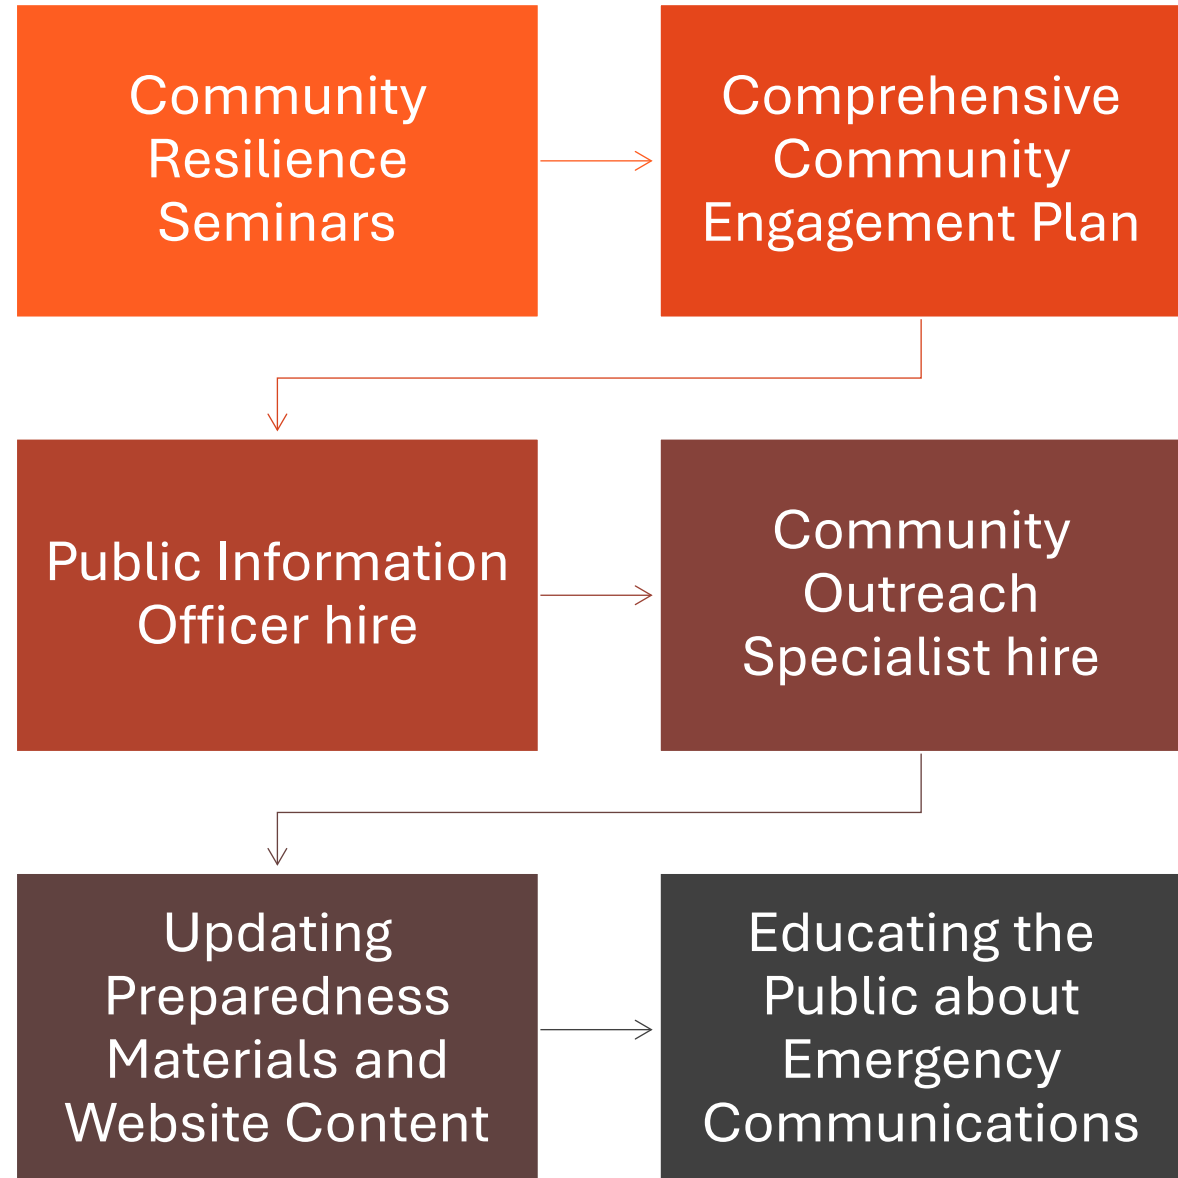 Community
Resilience
Seminars
Comprehensive
Community
Engagement Plan
Public Information
Officer hire
Community
Outreach
Specialist hire
Updating
Preparedness
Materials and
Website Content
Educating the
Public about
Emergency
Communications